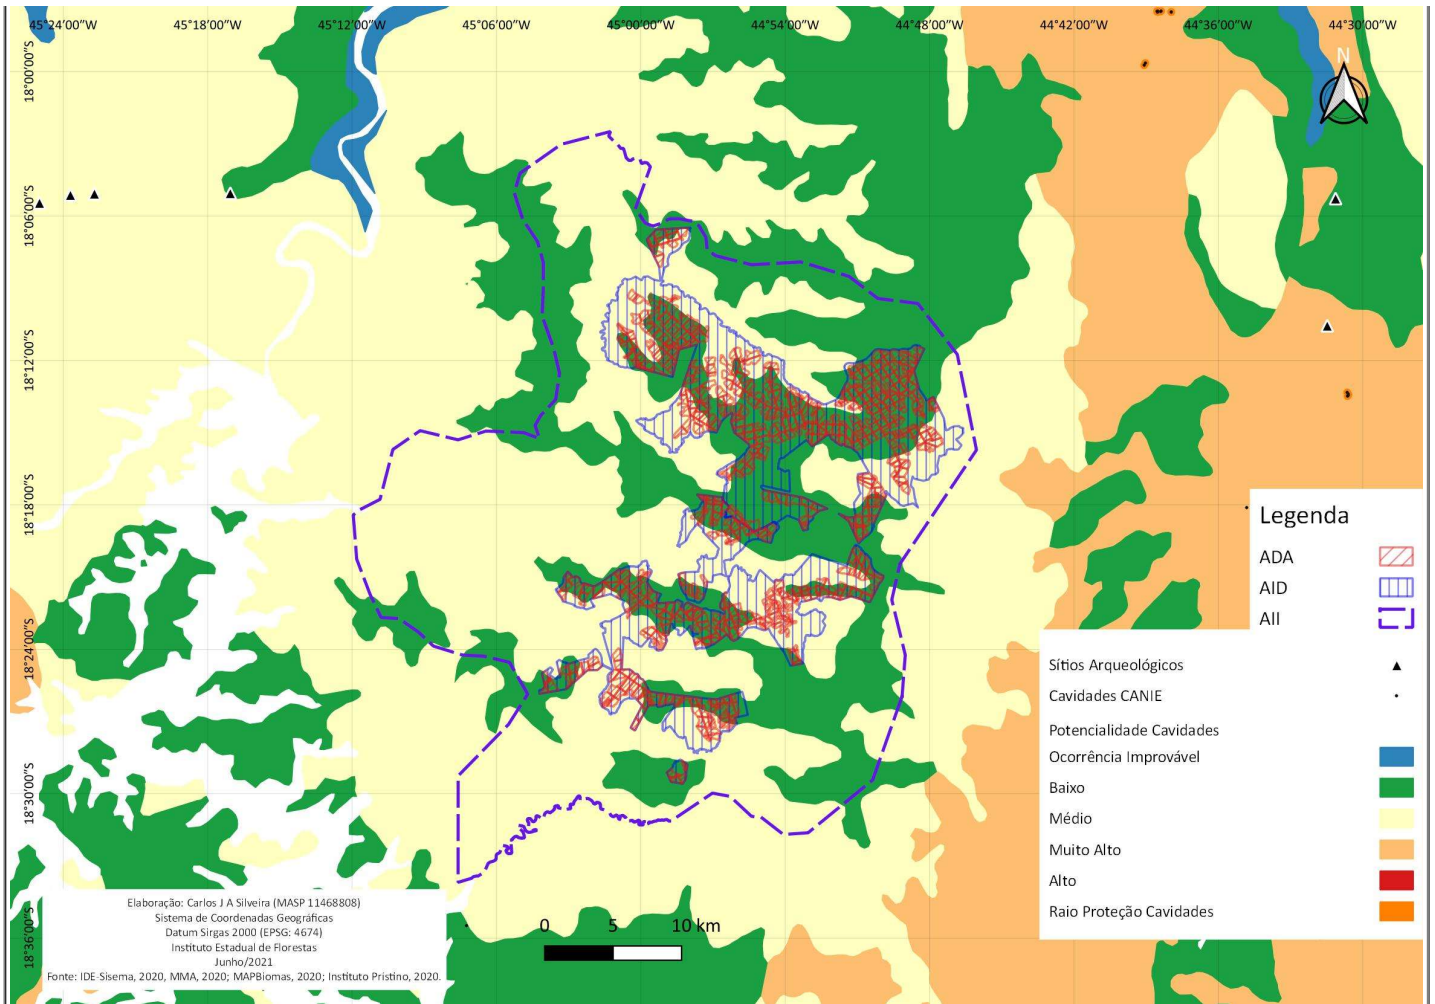 45°24'00"W 45°18'00"W 45°12'00"W 45°06'00"W 45°00'00"W 44°54'00"W 44°48'00"W 44°42'00"W 44°36'00"W 44°30'00"W
N
18°00'00"S
18°06'00"S
18°12'00"S
18°18'00"S
18°24'00"S
18°30'00"S
18°36'00"S
Legenda
ADA
AID
AII
Sítios Arqueológicos
Cavidades CANIE
Potencialidade Cavidades
Ocorrência Improvável
Baixo
Médio
Muito Alto
Alto
Raio Proteção Cavidades
0 5 10 km
Elaboração: Carlos J A Silveira (MASP 11468808)
Sistema de Coordenadas Geográficas
Datum Sirgas 2000 (EPSG: 4674)
Instituto Estadual de Florestas
Junho/2021
Fonte: IDE-Sisema, 2020, MMA, 2020; MAPBiomas, 2020; Instituto Prístino, 2020.